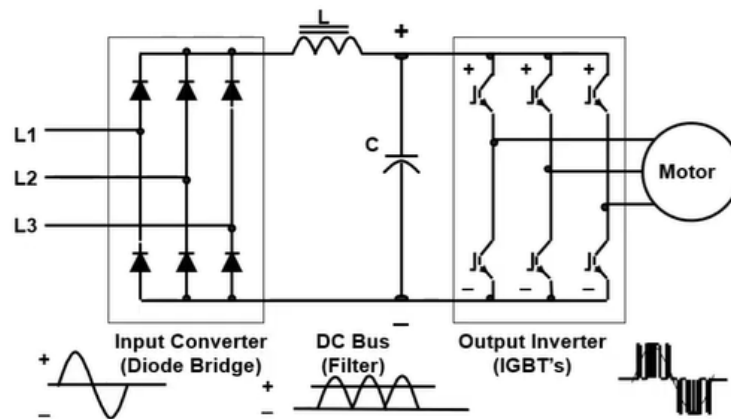 L
+
+
+
+
L1
C
L2
Motor
L3
–
–
–
–
Input Converter
(Diode Bridge)
DC Bus
(Filter)
Output Inverter
(IGBT's)
+
–
+
–